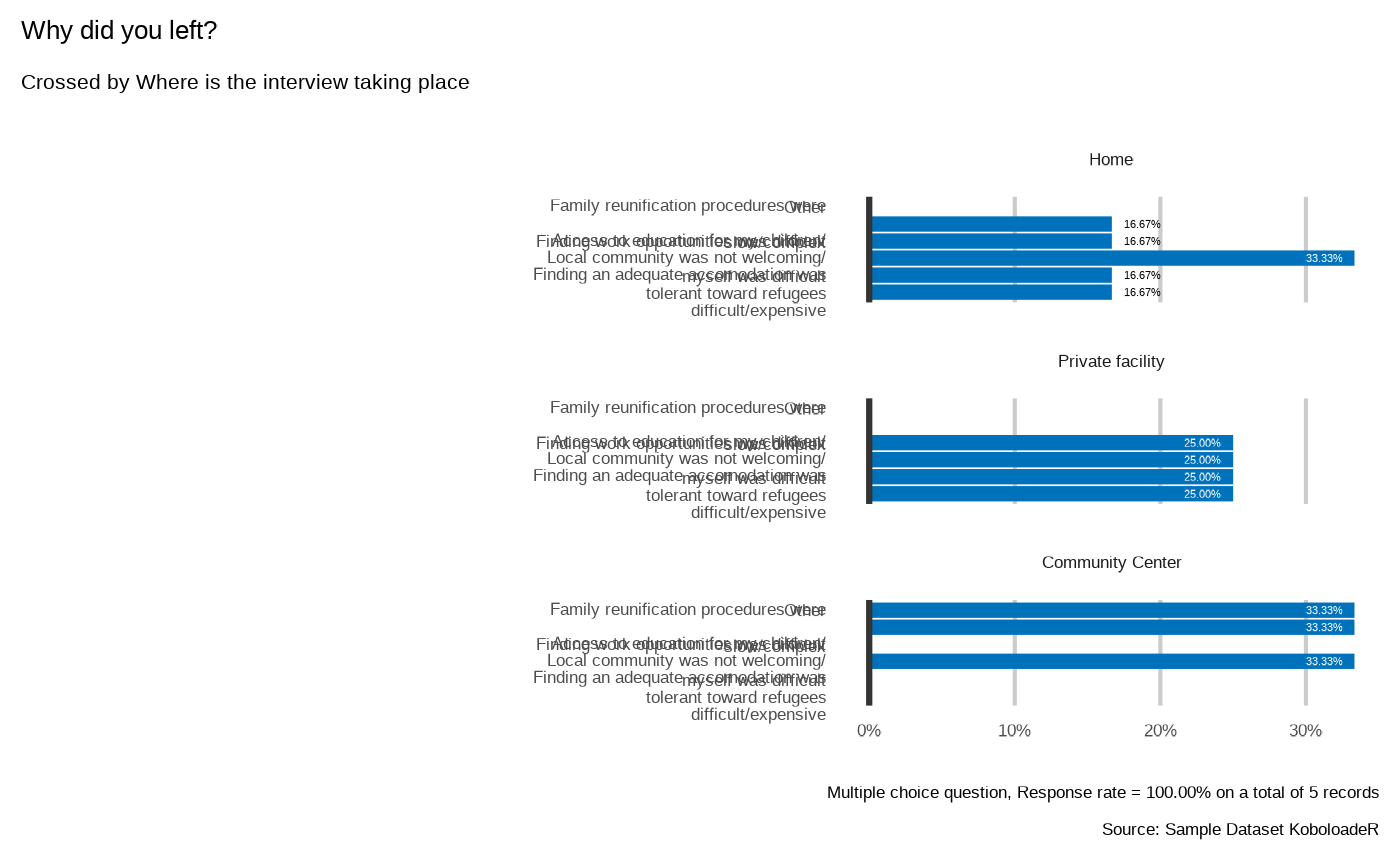 Why did you left?
Crossed by Where is the interview taking place
Home
Other
Family reunification procedures were
slow/complex
Access to education for my children/
myself was difficult
Finding work opportunities
Local community was not welcoming/
tolerant toward refugees
Finding an adequate accomodation was
difficult/expensive
16.67%
16.67%
33.33%
16.67%
16.67%
Private facility
Other
Family reunification procedures were
slow/complex
Access to education for my children/
myself was difficult
Finding work opportunities
Local community was not welcoming/
tolerant toward refugees
Finding an adequate accomodation was
difficult/expensive
25.00%
25.00%
25.00%
25.00%
Community Center
Other
Family reunification procedures were
slow/complex
Access to education for my children/
myself was difficult
Finding work opportunities
Local community was not welcoming/
tolerant toward refugees
Finding an adequate accomodation was
difficult/expensive
33.33%
33.33%
33.33%
0% 10% 20% 30%
Multiple choice question, Response rate = 100.00% on a total of 5 records
Source: Sample Dataset KoboloadeR